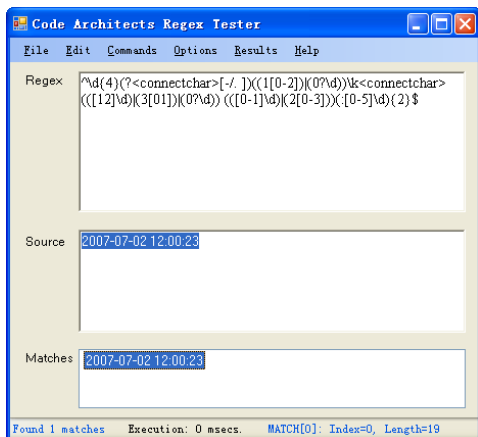 Code Architects Regex Tester
File Edit Commands Options Results Help
Regex
^\d{4}(?<connectchar>[-/. ])((1[0-2])|(0?\d))\k<connectchar>
(([12]\d)|(3[01])|(0?\d)) (([0-1]\d)|(2[0-3]))(:[0-5]\d){2}$
Source
2007-07-02 12:00:23
Matches
2007-07-02 12:00:23
Found 1 matches Execution: 0 msecs. MATCH[0]: Index=0, Length=19